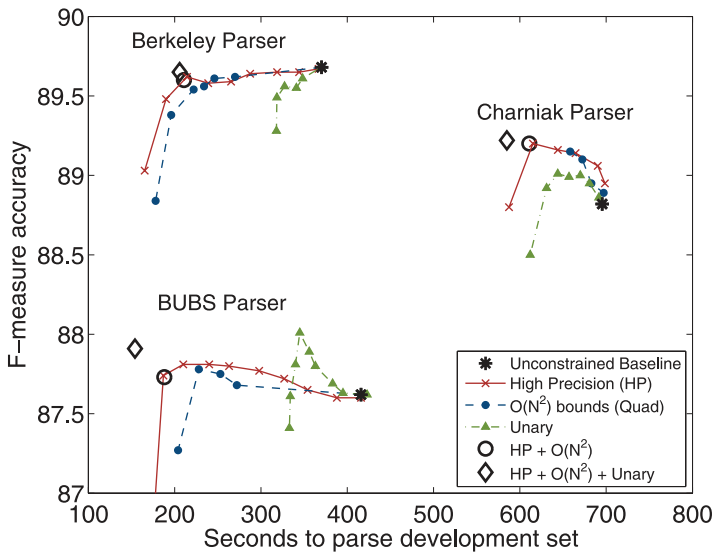 90
89.5
89
88.5
88
87.5
87
F−measure accuracy
Berkeley Parser
Charniak Parser
BUBS Parser
Unconstrained Baseline
High Precision (HP)
O(N²) bounds (Quad)
Unary
HP + O(N²)
HP + O(N²) + Unary
100 200 300 400 500 600 700 800
Seconds to parse development set